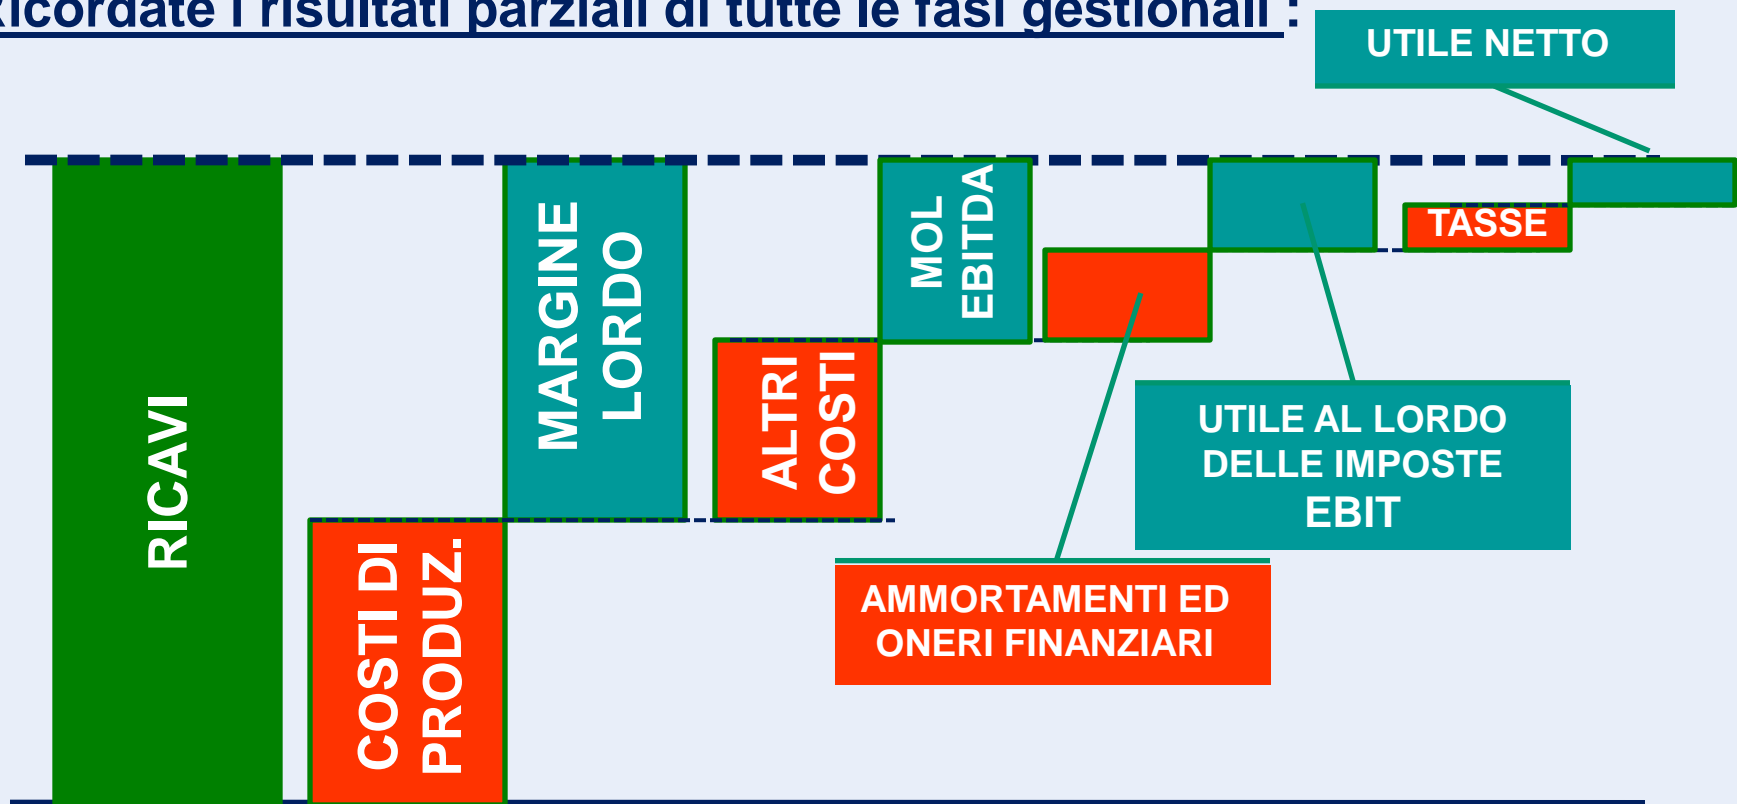 Ricordate i risultati parziali di tutte le fasi gestionali :
UTILE NETTO
RICAVI
COSTI DI
PRODUZ.
MARGINE
LORDO
ALTRI
COSTI
MOL
EBITDA
TASSE
UTILE AL LORDO
DELLE IMPOSTE
EBIT
AMMORTAMENTI ED
ONERI FINANZIARI